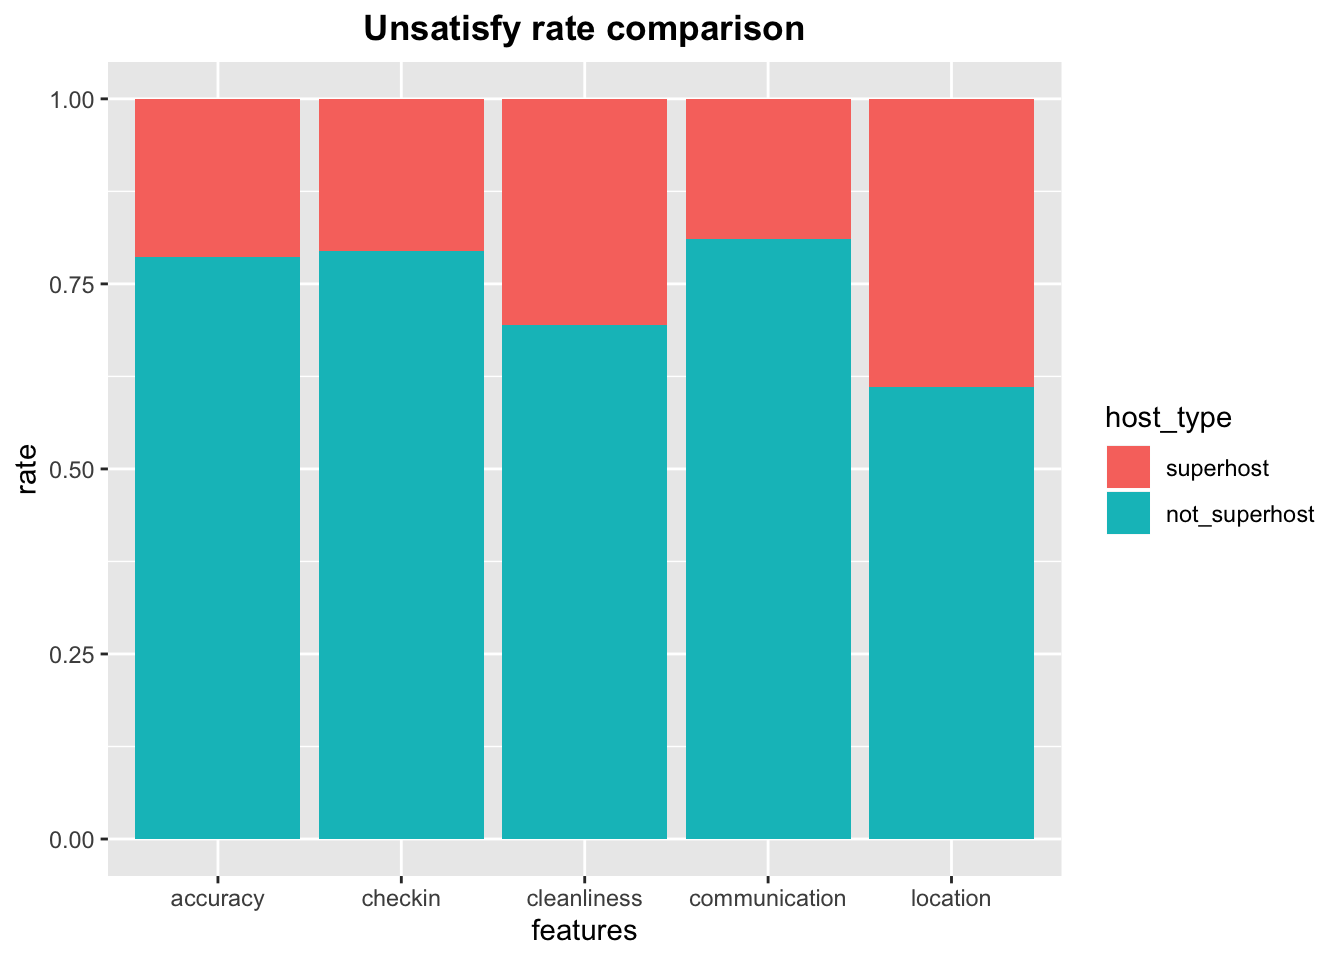 Unsatisfy rate comparison
1.00
0.75
0.50
0.25
0.00
rate
accuracy checkin cleanliness communication location
features
host_type
superhost
not_superhost